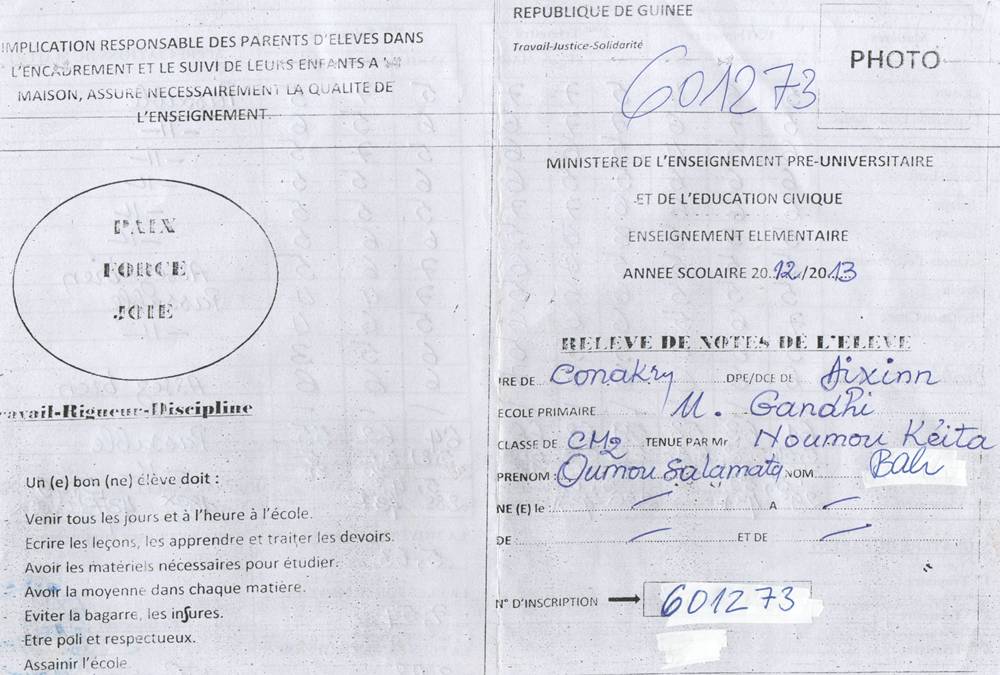 IMPLICATION RESPONSABLE DES PARENTS D'ELEVES DANS
L'ENCADREMENT ET LE SUIVI DE LEURS ENFANTS A
MAISON, ASSURE NECESSAIREMENT LA QUALITE DE
L'ENSEIGNEMENT.
PAIX
FORCE
JOIE
Travail-Rigueur-Discipline
Un (e) bon (ne) élève doit :
Venir tous les jours et à l'heure à l'école.
Ecrire les leçons, les apprendre et traiter les devoirs.
Avoir les matériels nécessaires pour étudier.
Avoir la moyenne dans chaque matière.
Eviter la bagarre, les injures.
Etre poli et respectueux.
Assainir l'école
REPUBLIQUE DE GUINEE
Travail-Justice-Solidarité
601273
PHOTO
MINISTERE DE L'ENSEIGNEMENT PRE-UNIVERSITAIRE
ET DE L'EDUCATION CIVIQUE
ENSEIGNEMENT ELEMENTAIRE
ANNEE SCOLAIRE 2012/2013
RELEVE DE NOTES DE L'ELEVE
IRE DE Conakry DPE/DCE DE Dixinn
ECOLE PRIMAIRE M. Gandhi
CLASSE DE CM2 TENUE PAR Mr Noumou Kéita
PRENOM : Oumou Salamata NOM Bah
NE (E) le : A
DE ET DE
N° D'INSCRIPTION 601273